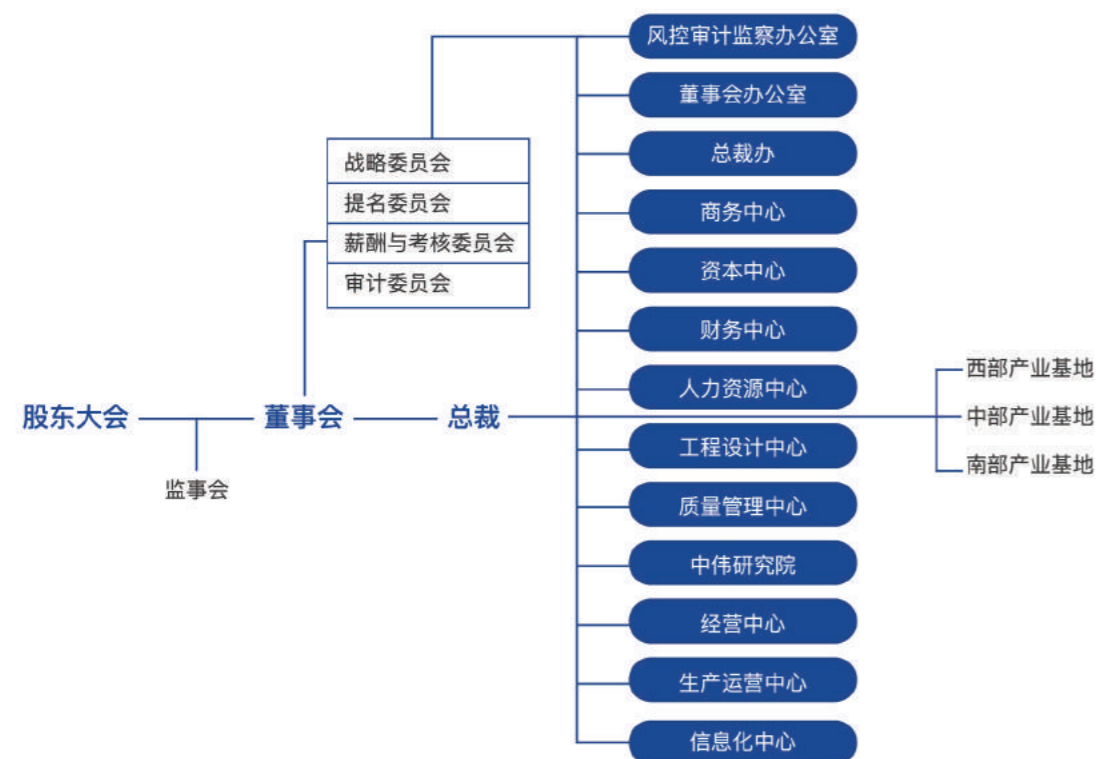 风控审计监察办公室
董事会办公室
总裁办
商务中心
资本中心
财务中心
人力资源中心
工程设计中心
质量管理中心
中伟研究院
经营中心
生产运营中心
信息化中心
战略委员会
提名委员会
薪酬与考核委员会
审计委员会
股东大会
董事会
总裁
监事会
西部产业基地
中部产业基地
南部产业基地